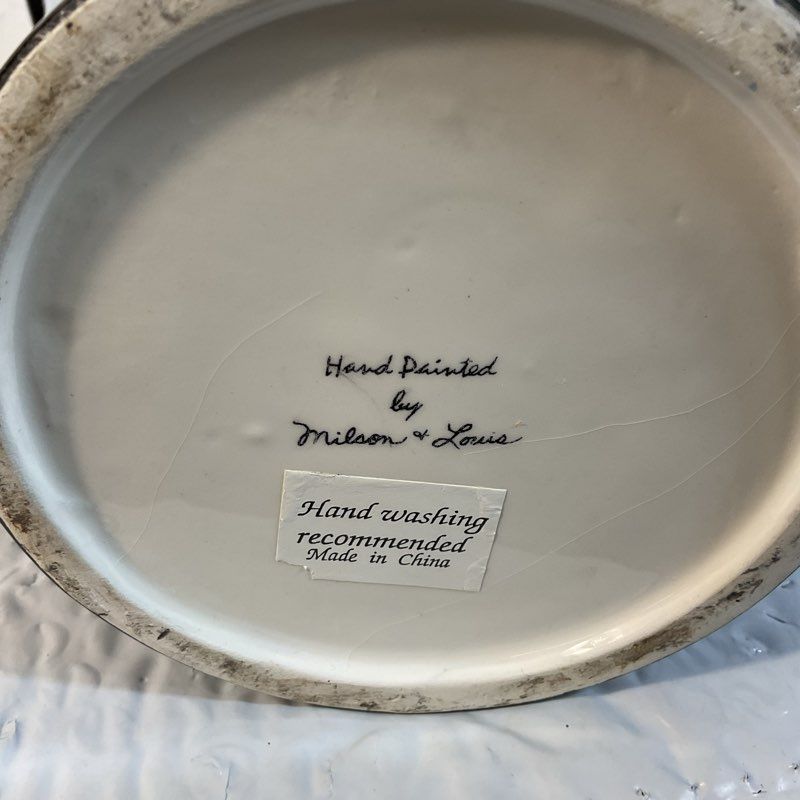 Hand Painted
by
Milson & Louis
Hand washing
recommended
Made in China